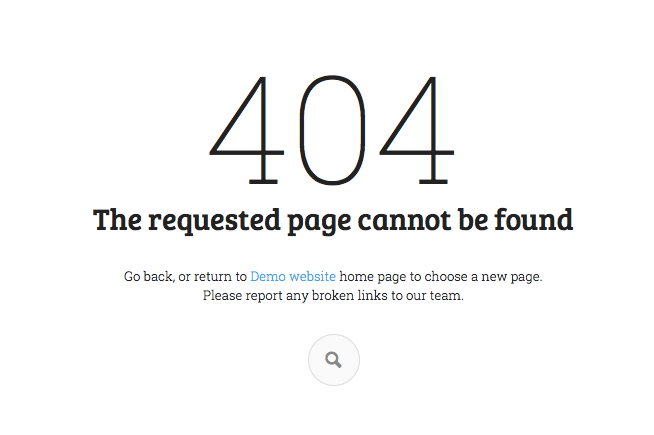 404
The requested page cannot be found
Go back, or return to Demo website home page to choose a new page.
Please report any broken links to our team.